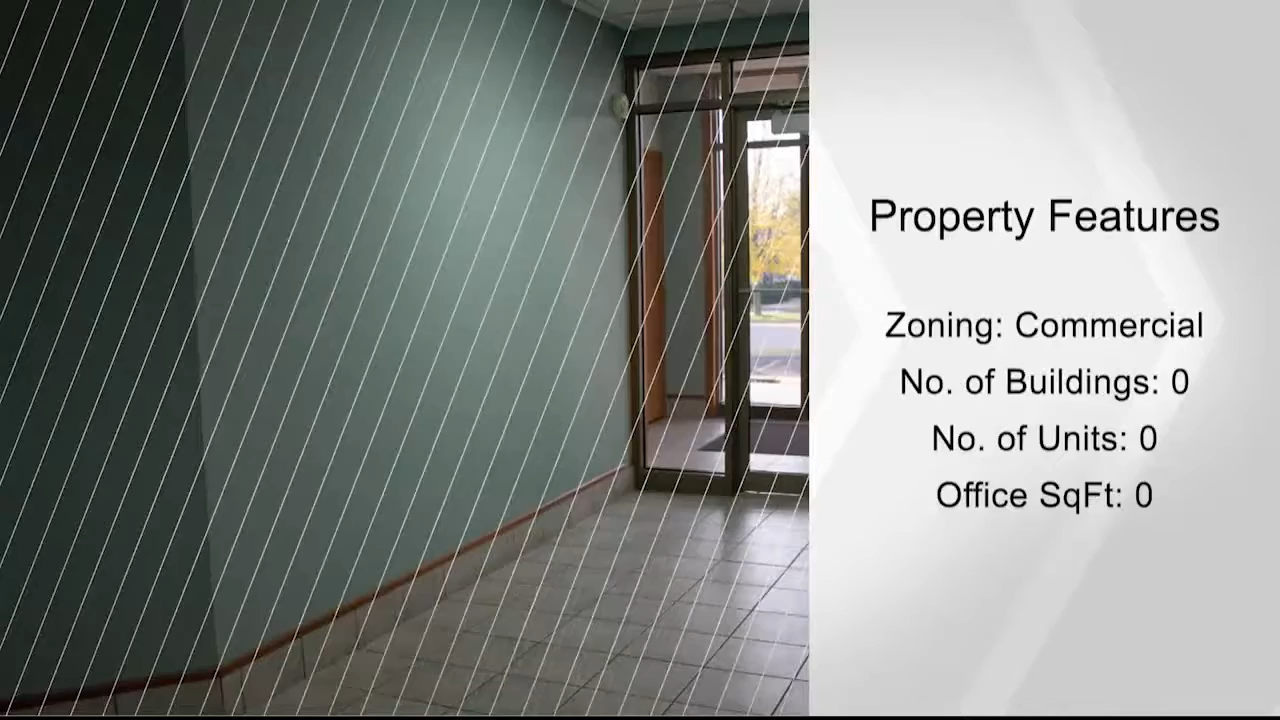 Property Features
Zoning: Commercial
No. of Buildings: 0
No. of Units: 0
Office SqFt: 0